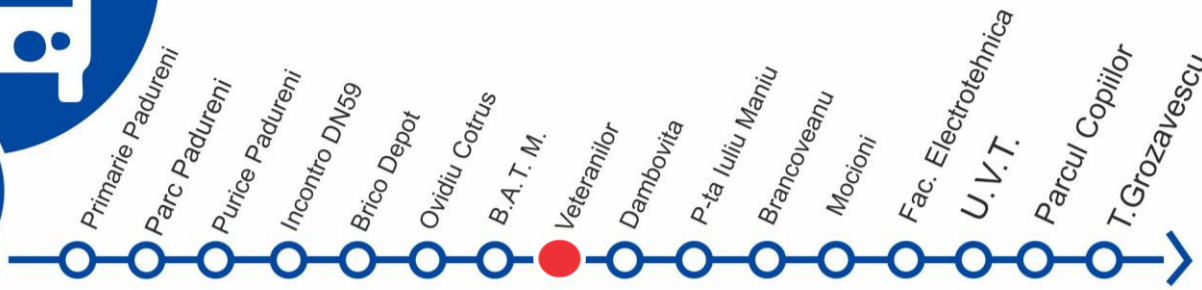 Primarie Padureni
Parc Padureni
Purice Padureni
Incontro DN59
Brico Depot
Ovidiu Cotrus
B.A.T. M.
Veteranilor
Dambovita
P-ta Iuliu Maniu
Brancoveanu
Mocioni
Fac. Electrotehnica
U.V.T.
Parcul Copiilor
T.Grozavescu